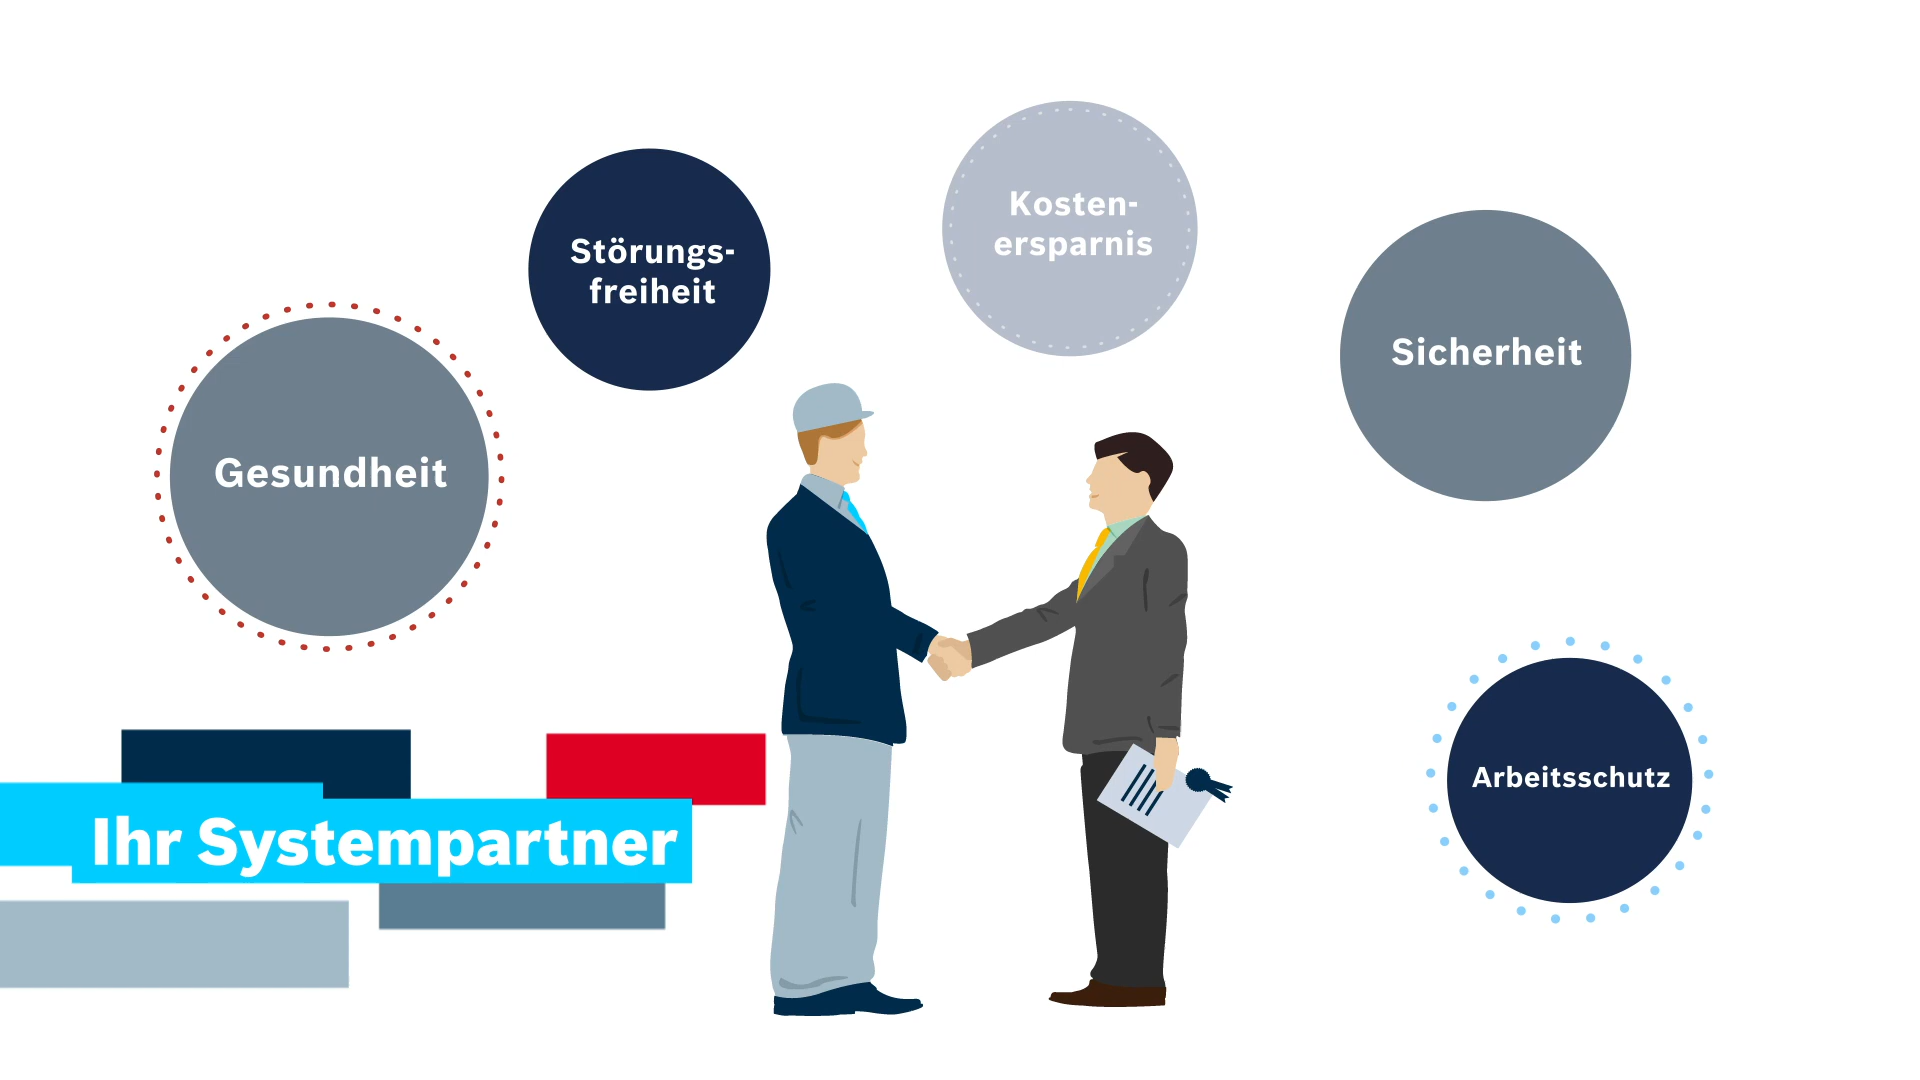 Störungs-
freiheit
Kosten-
ersparnis
Sicherheit
Gesundheit
Arbeitsschutz
Ihr Systempartner